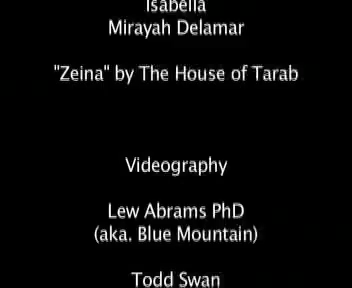 Isabella
Mirayah Delamar
"Zeina" by The House of Tarab
Videography
Lew Abrams PhD
(aka. Blue Mountain)
Todd Swan